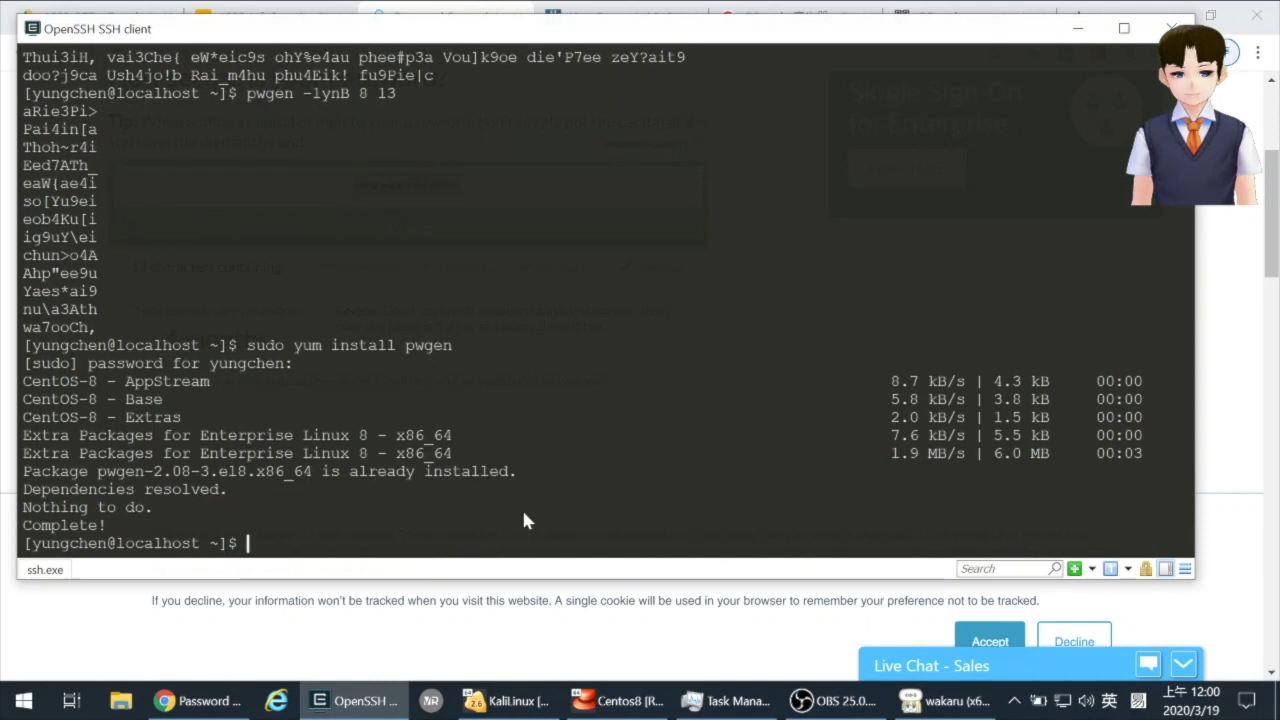 OpenSSH SSH client
Thui3iH, vai3Che{ eW*eic9s ohY%e4au phee#p3a Vou]k9oe die'P7ee zeY?ait9
doo?j9ca Ush4jo!b Rai_m4hu phu4Eik! fu9Pie|c
[yungchen@localhost ~]$ pwgen -1ynB 8 13
aRie3Pi>
Pai4in[a
Thoh~r4i
Eed7ATh_
eaW{ae4i
so[Yu9ei
eob4Ku[i
ig9uY\ei
chun>o4A
Ahp"ee9u
Yaes*ai9
nu\a3Ath
wa7ooCh,
[yungchen@localhost ~]$ sudo yum install pwgen
[sudo] password for yungchen:
CentOS-8 - AppStream 8.7 kB/s | 4.3 kB 00:00
CentOS-8 - Base 5.8 kB/s | 3.8 kB 00:00
CentOS-8 - Extras 2.0 kB/s | 1.5 kB 00:00
Extra Packages for Enterprise Linux 8 - x86_64 7.6 kB/s | 5.5 kB 00:00
Extra Packages for Enterprise Linux 8 - x86_64 1.9 MB/s | 6.0 MB 00:03
Package pwgen-2.08-3.el8.x86_64 is already installed.
Dependencies resolved.
Nothing to do.
Complete!
[yungchen@localhost ~]$
Single Sign-On
for Enterprise
ssh.exe
Search
If you decline, your information won't be tracked when you visit this website. A single cookie will be used in your browser to remember your preference not to be tracked.
Accept Decline
Live Chat - Sales
Password ... OpenSSH ... KaliLinux [... Centos8 [R... Task Mana... OBS 25.0.... wakaru (x6... 英
上午 12:00
2020/3/19